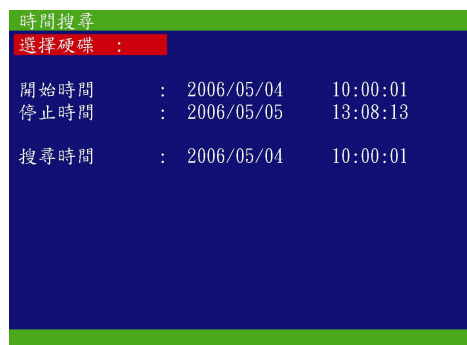 時間搜尋
選擇硬碟 :
開始時間 : 2006/05/04 10:00:01
停止時間 : 2006/05/05 13:08:13
搜尋時間 : 2006/05/04 10:00:01